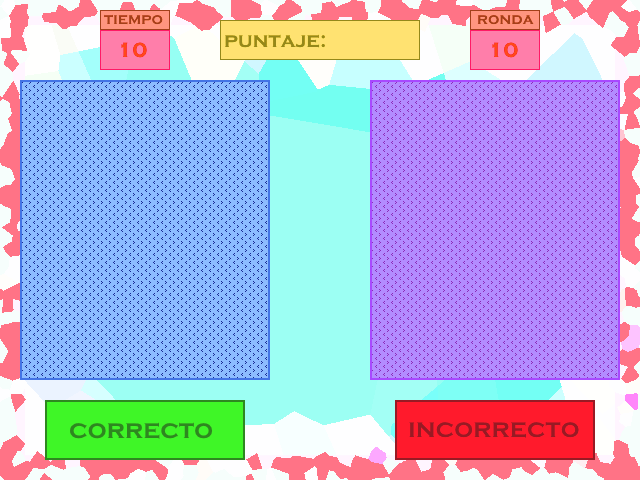 TIEMPO
10
PUNTAJE:
RONDA
10
CORRECTO
INCORRECTO